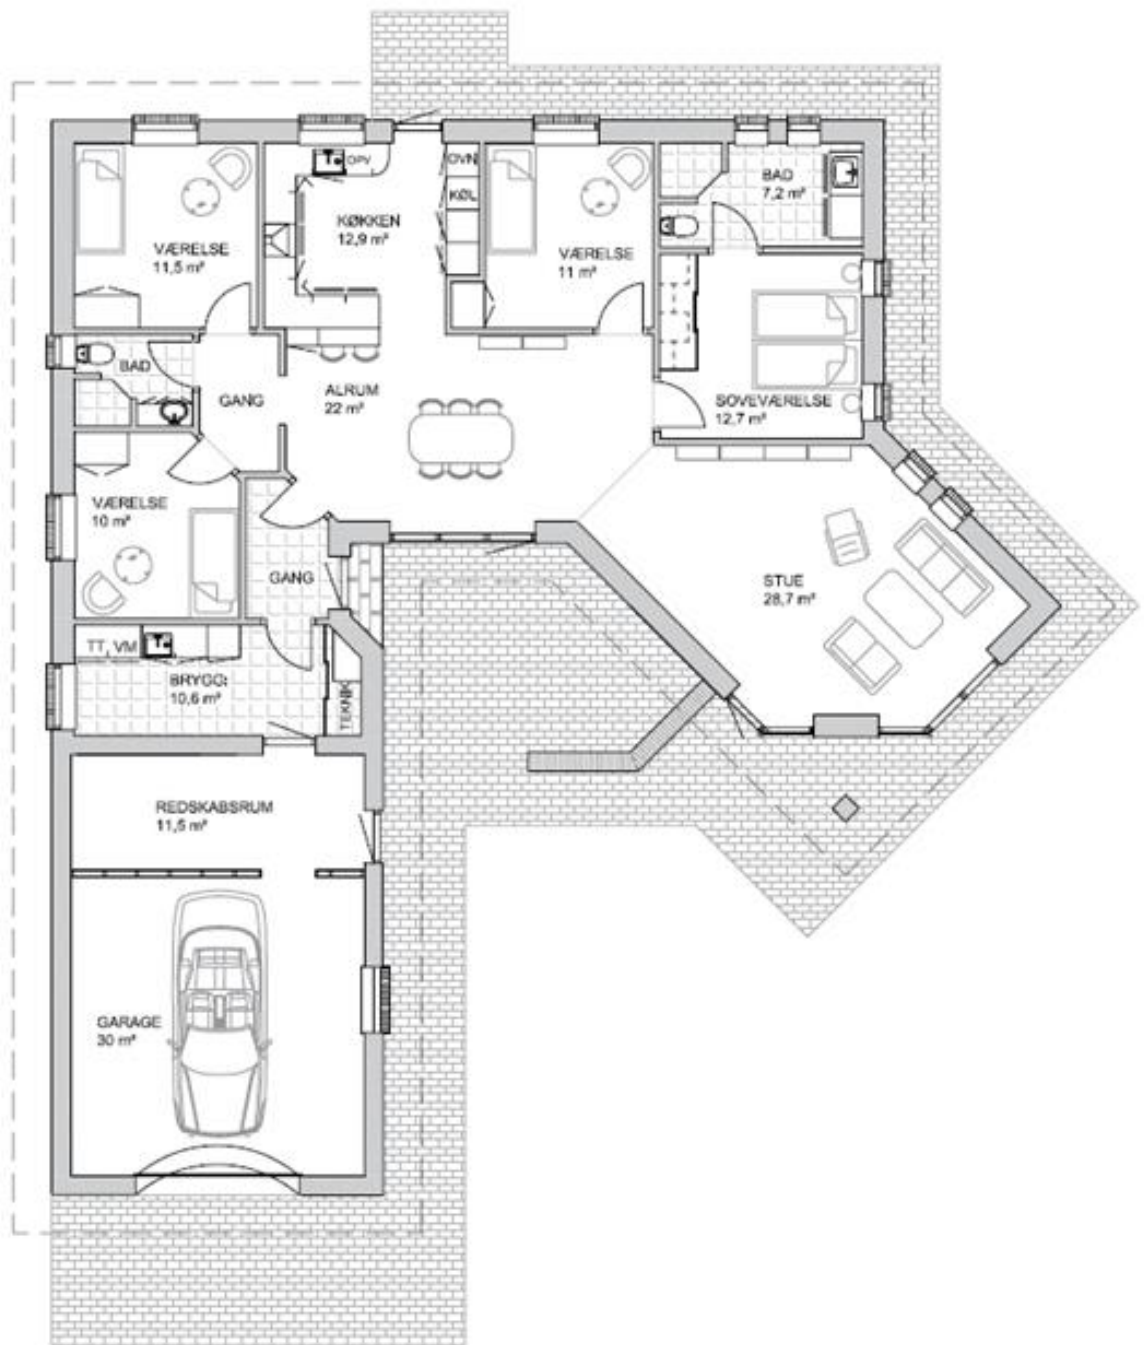 OPV
OVN
KØL
KØKKEN
12,9 m²
BAD
7,2 m²
VÆRELSE
11,5 m²
VÆRELSE
11 m²
BAD
GANG
ALRUM
22 m²
SOVEVÆRELSE
12,7 m²
VÆRELSE
10 m²
GANG
STUE
28,7 m²
TT, VM
BRYGG.
10,6 m²
TEKNIK
REDSKABSRUM
11,5 m²
GARAGE
30 m²